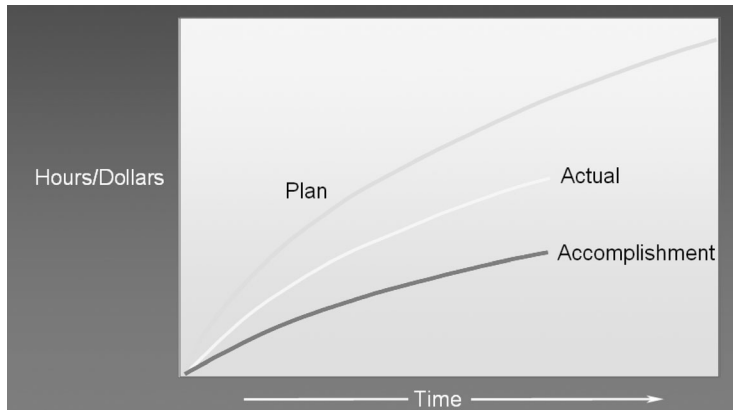 Hours/Dollars
Plan
Actual
Accomplishment
Time